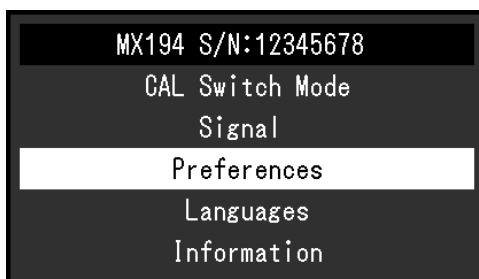 MX194 S/N:12345678
CAL Switch Mode
Signal
Preferences
Languages
Information